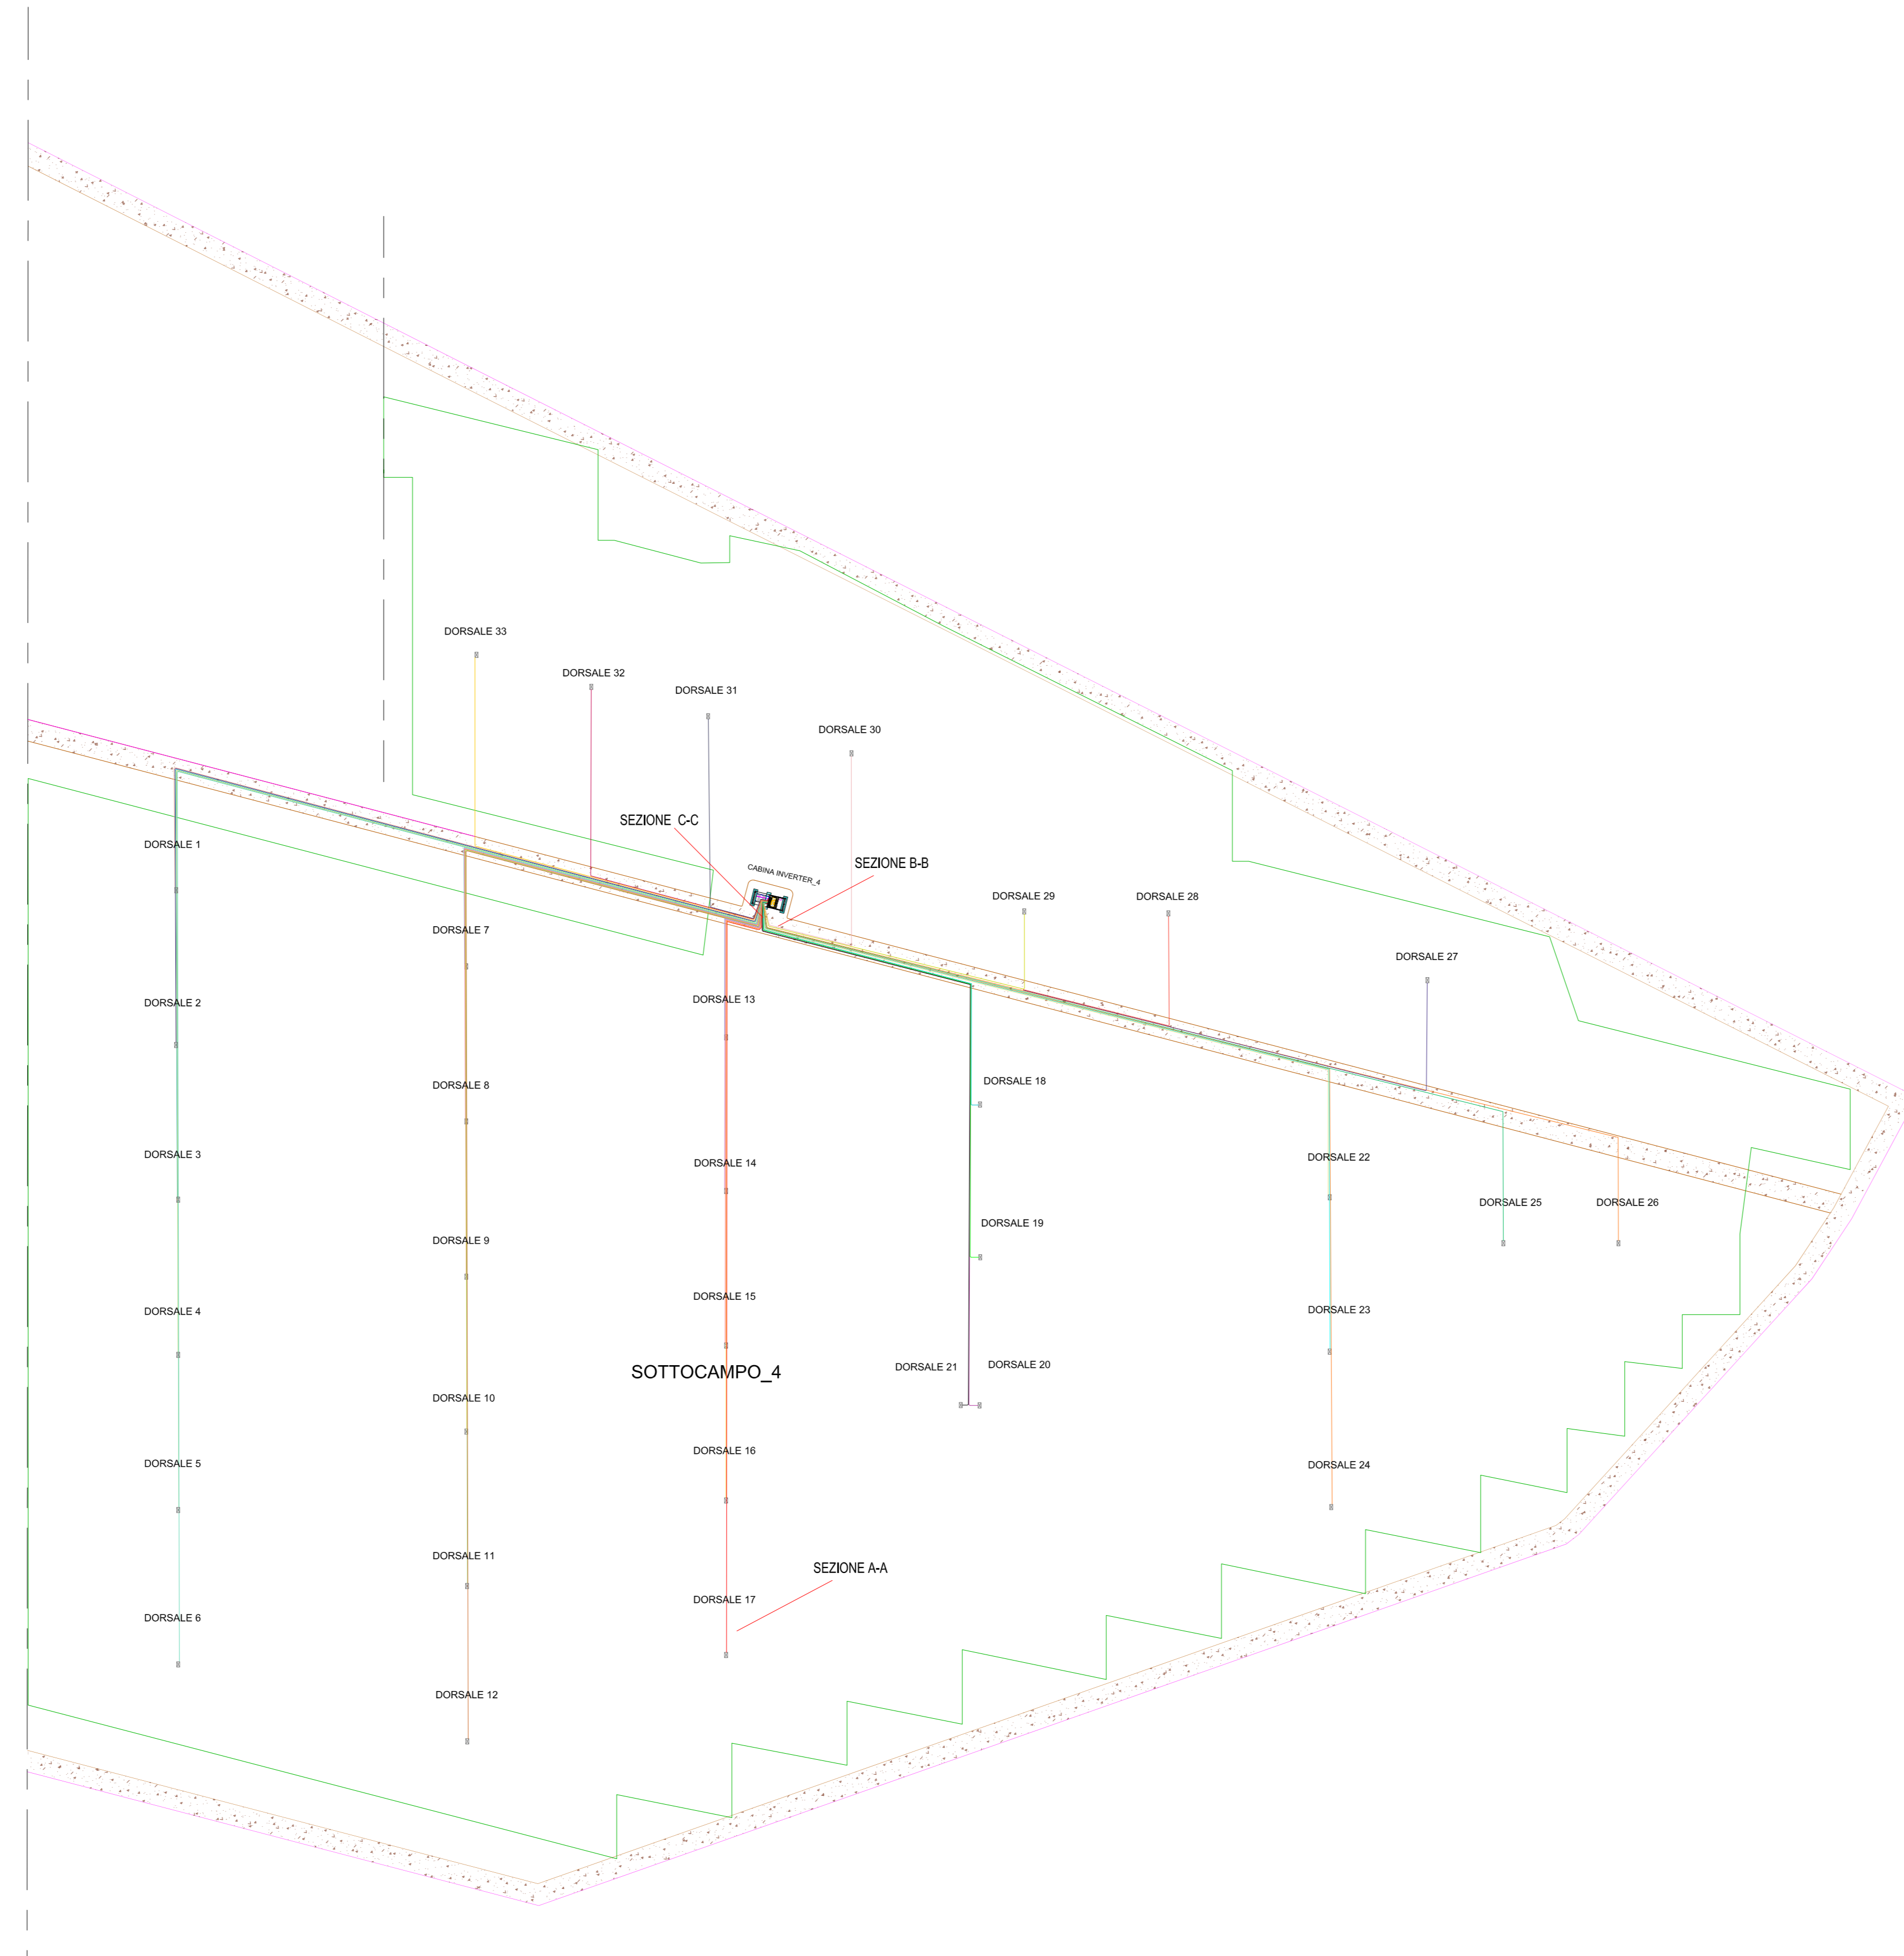 DORSALE 33
DORSALE 32
DORSALE 31
DORSALE 30
SEZIONE C-C
SEZIONE B-B
CABINA INVERTER_4
DORSALE 29
DORSALE 28
DORSALE 27
DORSALE 1
DORSALE 7
DORSALE 13
DORSALE 2
DORSALE 18
DORSALE 8
DORSALE 3
DORSALE 14
DORSALE 22
DORSALE 25
DORSALE 26
DORSALE 19
DORSALE 9
DORSALE 15
DORSALE 4
DORSALE 23
DORSALE 21
DORSALE 20
SOTTOCAMPO_4
DORSALE 10
DORSALE 16
DORSALE 5
DORSALE 24
DORSALE 11
SEZIONE A-A
DORSALE 17
DORSALE 6
DORSALE 12